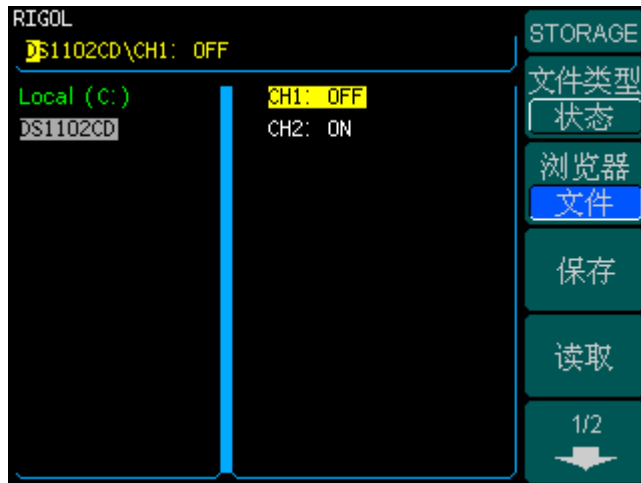 RIGOL
DS1102CD\CH1: OFF
Local (C:)
DS1102CD
CH1: OFF
CH2: ON
STORAGE
文件类型
状态
浏览器
文件
保存
读取
1/2